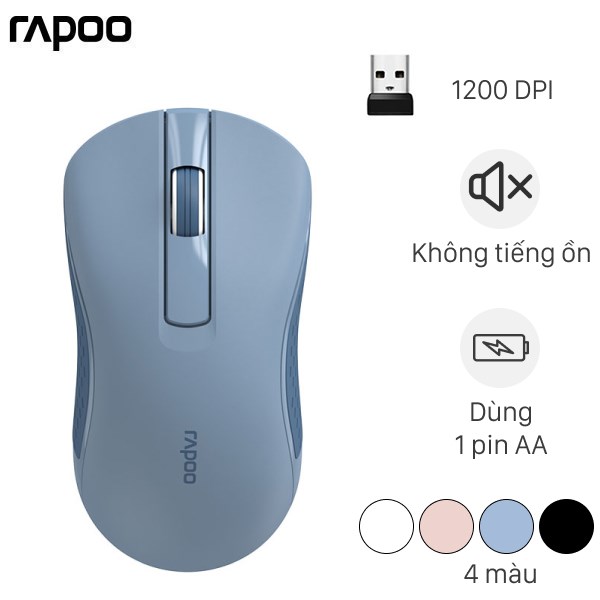 rapoo
1200 DPI
Không tiếng ồn
Dùng
1 pin AA
rapoo
4 màu